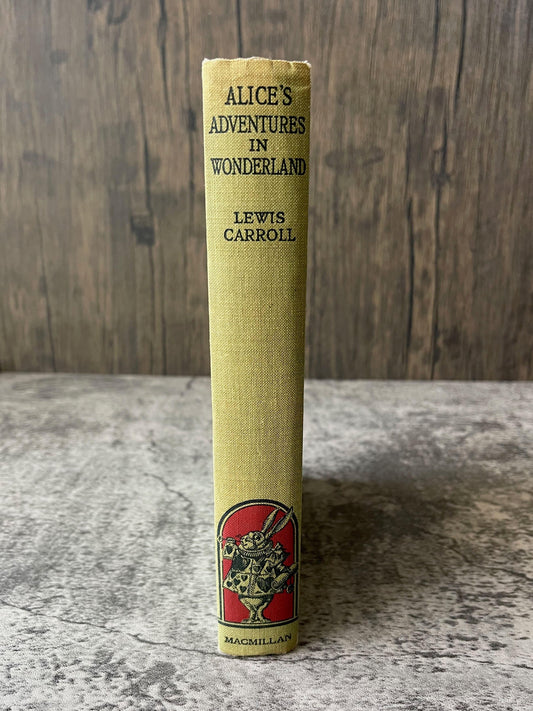 ALICE'S
ADVENTURES
IN
WONDERLAND
LEWIS
CARROLL
MACMILLAN